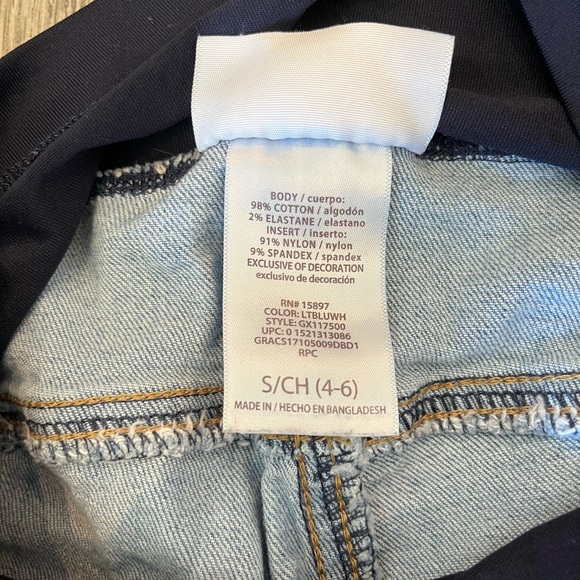 BODY / cuerpo:
98% COTTON / algodón
2% ELASTANE / elastano
INSERT / inserto:
91% NYLON / nylon
9% SPANDEX / spandex
EXCLUSIVE OF DECORATION
exclusivo de decoración
RN# 15897
COLOR: LTBLUWH
STYLE: GX117500
UPC: 0 1521313086
GRACS17105009DBD1
RPC
S/CH (4-6)
MADE IN / HECHO EN BANGLADESH